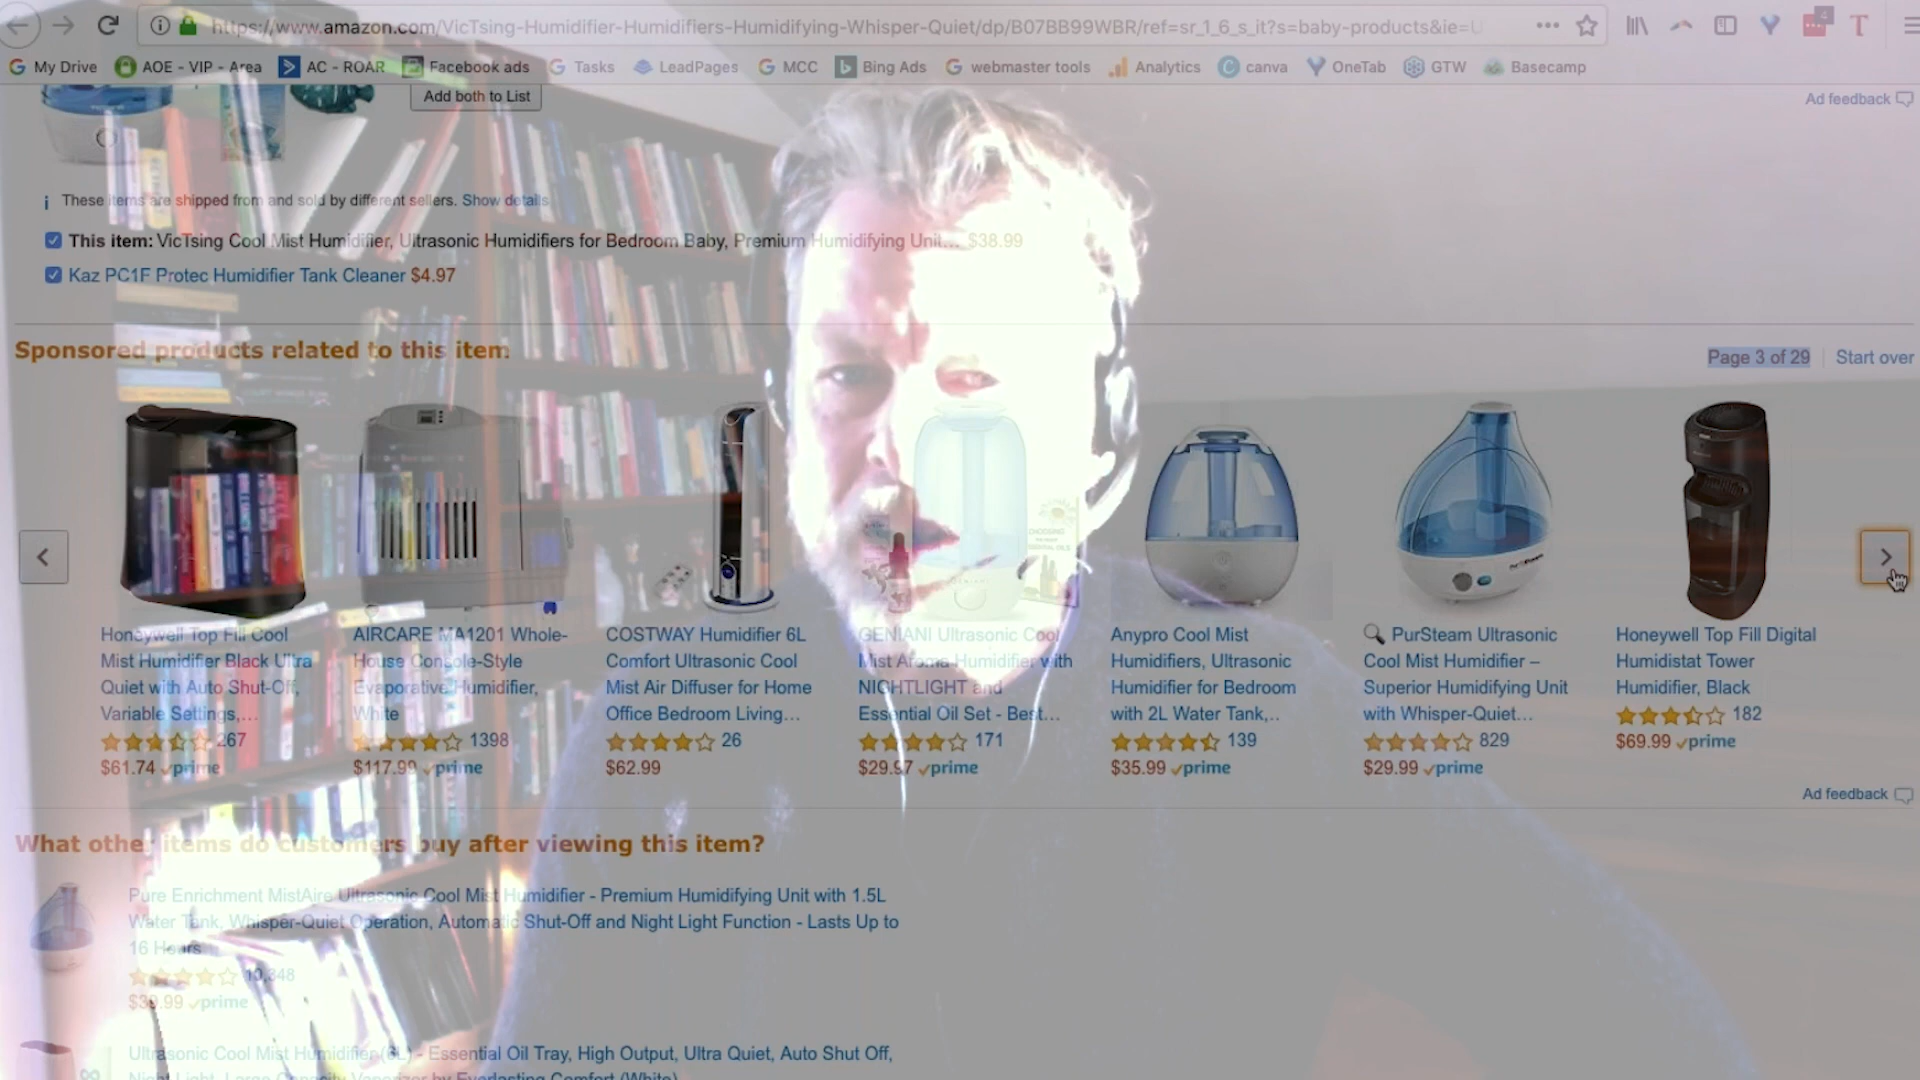 https://www.amazon.com/VicTsing-Humidifier-Humidifiers-Humidifying-Whisper-Quiet/dp/B07BB99WBR/ref=sr_1_6_s_it?s=baby-products&ie=U
My Drive AOE - VIP - Area AC - ROAR Facebook ads Tasks LeadPages MCC Bing Ads webmaster tools Analytics canva OneTab GTW Basecamp
Add both to List
Ad feedback
These items are shipped from and sold by different sellers. Show details
This item: VicTsing Cool Mist Humidifier, Ultrasonic Humidifiers for Bedroom Baby, Premium Humidifying Unit... $38.99
Kaz PC1F Protec Humidifier Tank Cleaner $4.97
Sponsored products related to this item
Page 3 of 29 Start over
Honeywell Top Fill Cool
Mist Humidifier Black Ultra
Quiet with Auto Shut-Off,
Variable Settings,...
267
$61.74 prime
AIRCARE MA1201 Whole-
House Console-Style
Evaporative Humidifier,
White
1398
$117.99 prime
COSTWAY Humidifier 6L
Comfort Ultrasonic Cool
Mist Air Diffuser for Home
Office Bedroom Living...
26
$62.99
GENIANI Ultrasonic Cool
Mist Aroma Humidifier with
NIGHTLIGHT and
Essential Oil Set - Best...
171
$29.97 prime
Anypro Cool Mist
Humidifiers, Ultrasonic
Humidifier for Bedroom
with 2L Water Tank,..
139
$35.99 prime
PurSteam Ultrasonic
Cool Mist Humidifier –
Superior Humidifying Unit
with Whisper-Quiet...
829
$29.99 prime
Honeywell Top Fill Digital
Humidistat Tower
Humidifier, Black
182
$69.99 prime
Ad feedback
What other items do customers buy after viewing this item?
Pure Enrichment MistAire Ultrasonic Cool Mist Humidifier - Premium Humidifying Unit with 1.5L
Water Tank, Whisper-Quiet Operation, Automatic Shut-Off and Night Light Function - Lasts Up to
16 Hours
prime
Ultrasonic Cool Mist Humidifier (6L) - Essential Oil Tray, High Output, Ultra Quiet, Auto Shut Off,
Night Light, Large Capacity Vaporizer by Everlasting Comfort (White)